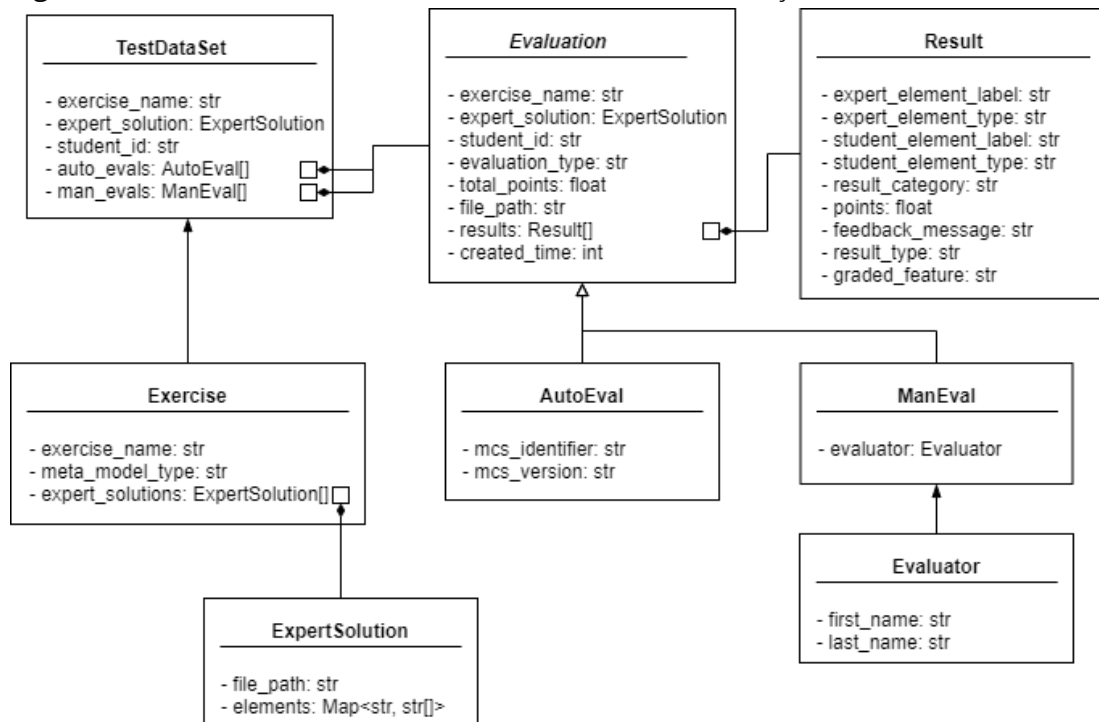 TestDataSet
- exercise_name: str
- expert_solution: ExpertSolution
- student_id: str
- auto_evals: AutoEval[]
- man_evals: ManEval[]
Evaluation
- exercise_name: str
- expert_solution: ExpertSolution
- student_id: str
- evaluation_type: str
- total_points: float
- file_path: str
- results: Result[]
- created_time: int
Result
- expert_element_label: str
- expert_element_type: str
- student_element_label: str
- student_element_type: str
- result_category: str
- points: float
- feedback_message: str
- result_type: str
- graded_feature: str
Exercise
- exercise_name: str
- meta_model_type: str
- expert_solutions: ExpertSolution[]
AutoEval
- mcs_identifier: str
- mcs_version: str
ManEval
- evaluator: Evaluator
Evaluator
- first_name: str
- last_name: str
ExpertSolution
- file_path: str
- elements: Map<str, str[]>